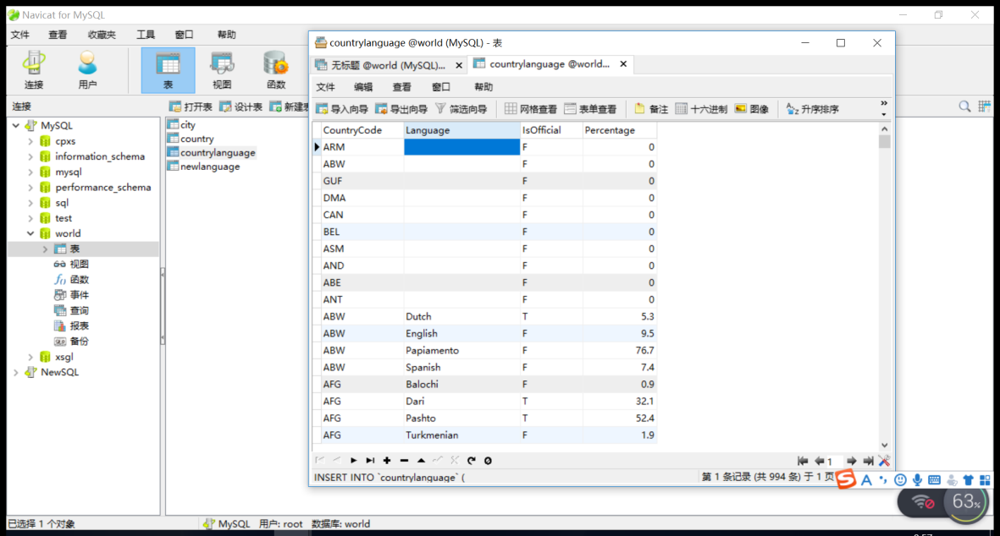 Navicat for MySQL
文件 查看 收藏夹 工具 窗口 帮助
连接 用户 表 视图 函数
连接 打开表 设计表 新建表
MySQL
cpxs
information_schema
mysql
performance_schema
sql
test
world
表
视图
函数
事件
查询
报表
备份
xsgl
NewSQL
city
country
countrylanguage
newlanguage
countrylanguage @world (MySQL) - 表
无标题 @world (MySQL)... countrylanguage @world...
文件 编辑 查看 窗口 帮助
导入向导 导出向导 筛选向导 网格查看 表单查看 备注 十六进制 图像 升序排序
CountryCode Language IsOfficial Percentage
ARM F 0
ABW F 0
GUF F 0
DMA F 0
CAN F 0
BEL F 0
ASM F 0
AND F 0
ABE F 0
ANT F 0
ABW Dutch T 5.3
ABW English F 9.5
ABW Papiamento F 76.7
ABW Spanish F 7.4
AFG Balochi F 0.9
AFG Dari T 32.1
AFG Pashto T 52.4
AFG Turkmenian F 1.9
1
INSERT INTO `countrylanguage` ( 第 1 条记录 (共 994 条) 于 1 页
63%
已选择 1 个对象 MySQL 用户: root 数据库: world